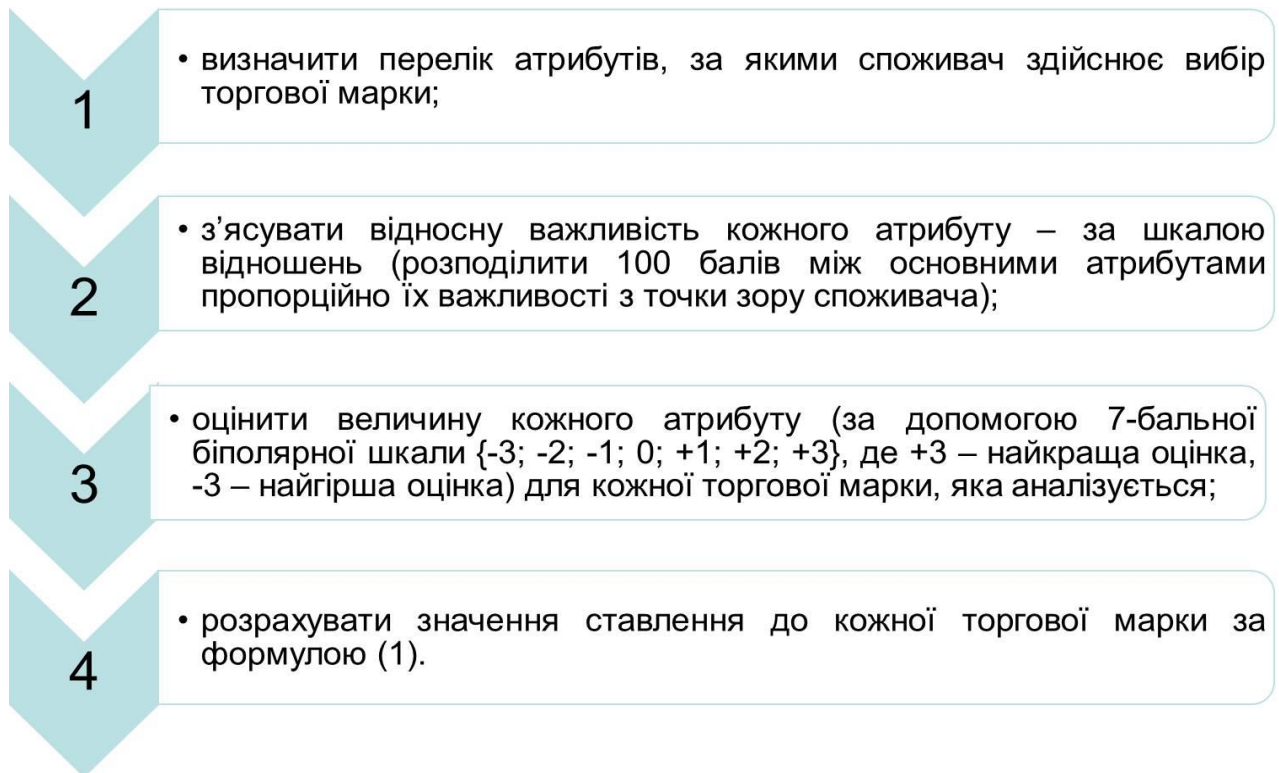 1
• визначити перелік атрибутів, за якими споживач здійснює вибір
торгової марки;
2
• з’ясувати відносну важливість кожного атрибуту – за шкалою
відношень (розподілити 100 балів між основними атрибутами
пропорційно їх важливості з точки зору споживача);
3
• оцінити величину кожного атрибуту (за допомогою 7-бальної
біполярної шкали {-3; -2; -1; 0; +1; +2; +3}, де +3 – найкраща оцінка,
-3 – найгірша оцінка) для кожної торгової марки, яка аналізується;
4
• розрахувати значення ставлення до кожної торгової марки за
формулою (1).